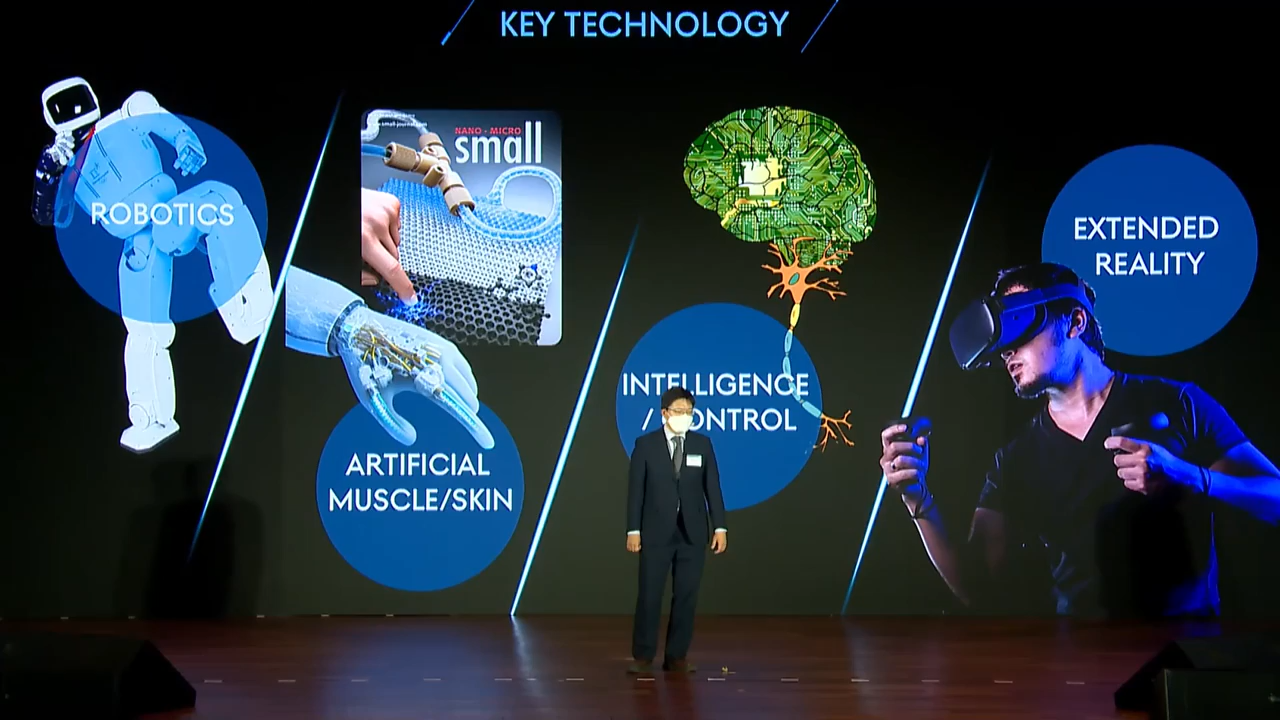 KEY TECHNOLOGY
ROBOTICS
NANO · MICRO
small
ARTIFICIAL
MUSCLE/SKIN
INTELLIGENCE
/ CONTROL
EXTENDED
REALITY